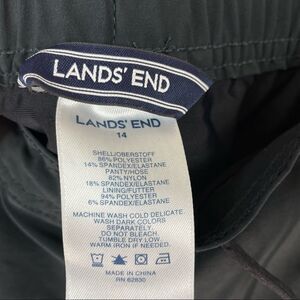 LANDS' END
LANDS' END
14
SHELL/OBERSTOFF
86% POLYESTER
14% SPANDEX/ELASTANE
PANTY/HOSE
82% NYLON
18% SPANDEX/ELASTANE
LINING/FUTTER
94% POLYESTER
6% SPANDEX/ELASTANE
MACHINE WASH COLD DELICATE
WASH DARK COLORS
SEPARATELY.
DO NOT BLEACH.
TUMBLE DRY LOW.
WARM IRON IF NEEDED.
MADE IN CHINA
RN 62830